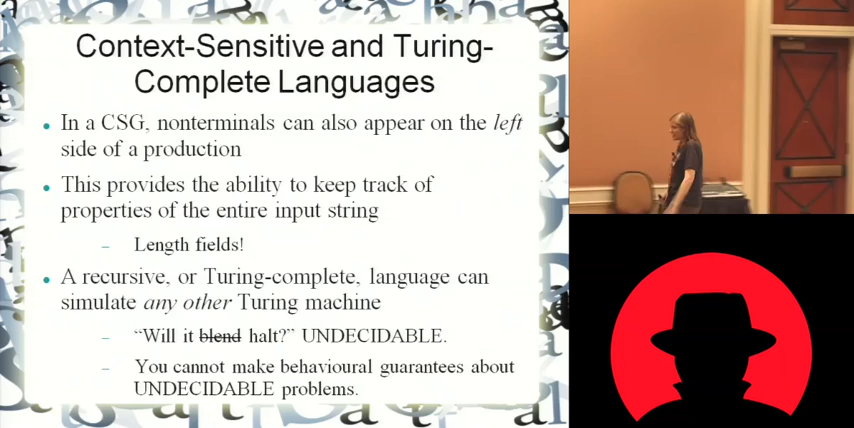 Context-Sensitive and Turing-
Complete Languages
In a CSG, nonterminals can also appear on the left
side of a production
This provides the ability to keep track of
properties of the entire input string
– Length fields!
A recursive, or Turing-complete, language can
simulate any other Turing machine
– “Will it blend halt?” UNDECIDABLE.
– You cannot make behavioural guarantees about
UNDECIDABLE problems.